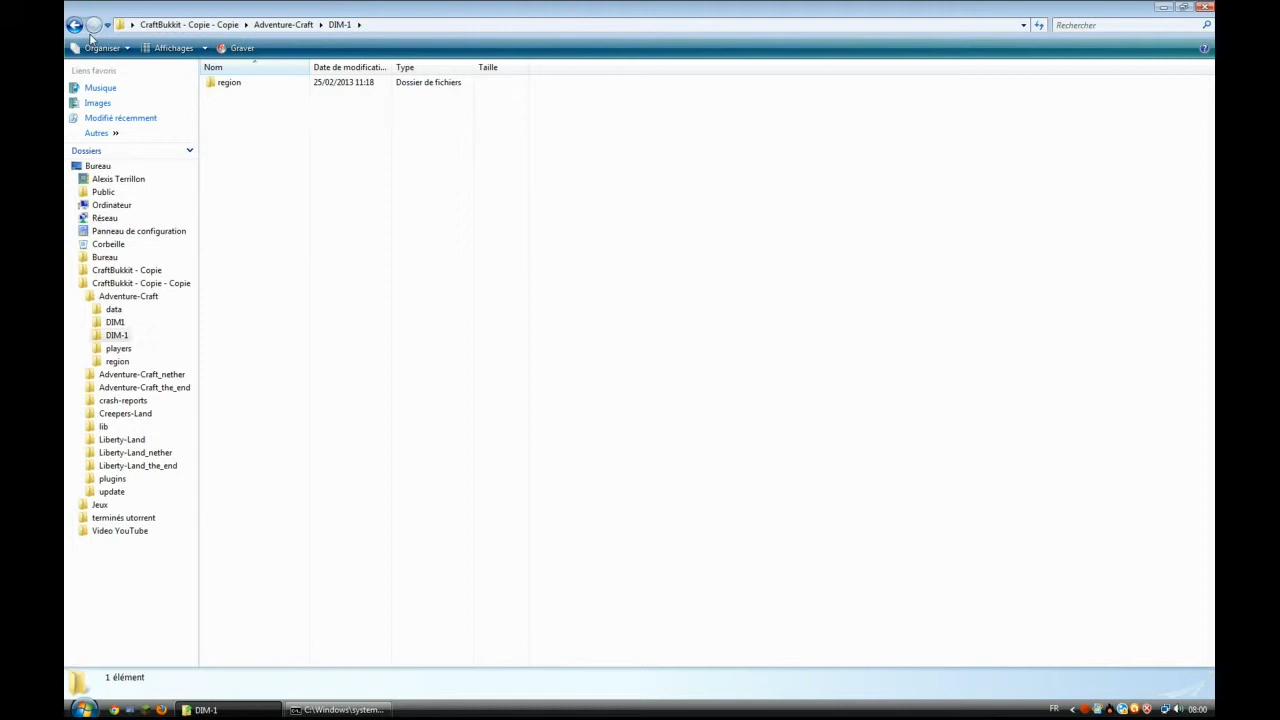 CraftBukkit - Copie - Copie Adventure-Craft DIM-1 Rechercher
Organiser Affichages Graver
Liens favoris Nom Date de modificati... Type Taille
region 25/02/2013 11:18 Dossier de fichiers
Musique
Images
Modifié récemment
Autres »
Dossiers
Bureau
Alexis Terrillon
Public
Ordinateur
Réseau
Panneau de configuration
Corbeille
Bureau
CraftBukkit - Copie
CraftBukkit - Copie - Copie
Adventure-Craft
data
DIM1
DIM-1
players
region
Adventure-Craft_nether
Adventure-Craft_the_end
crash-reports
Creepers-Land
lib
Liberty-Land
Liberty-Land_nether
Liberty-Land_the_end
plugins
update
Jeux
terminés utorrent
Video YouTube
1 élément
DIM-1 C:\Windows\system... FR 08:00